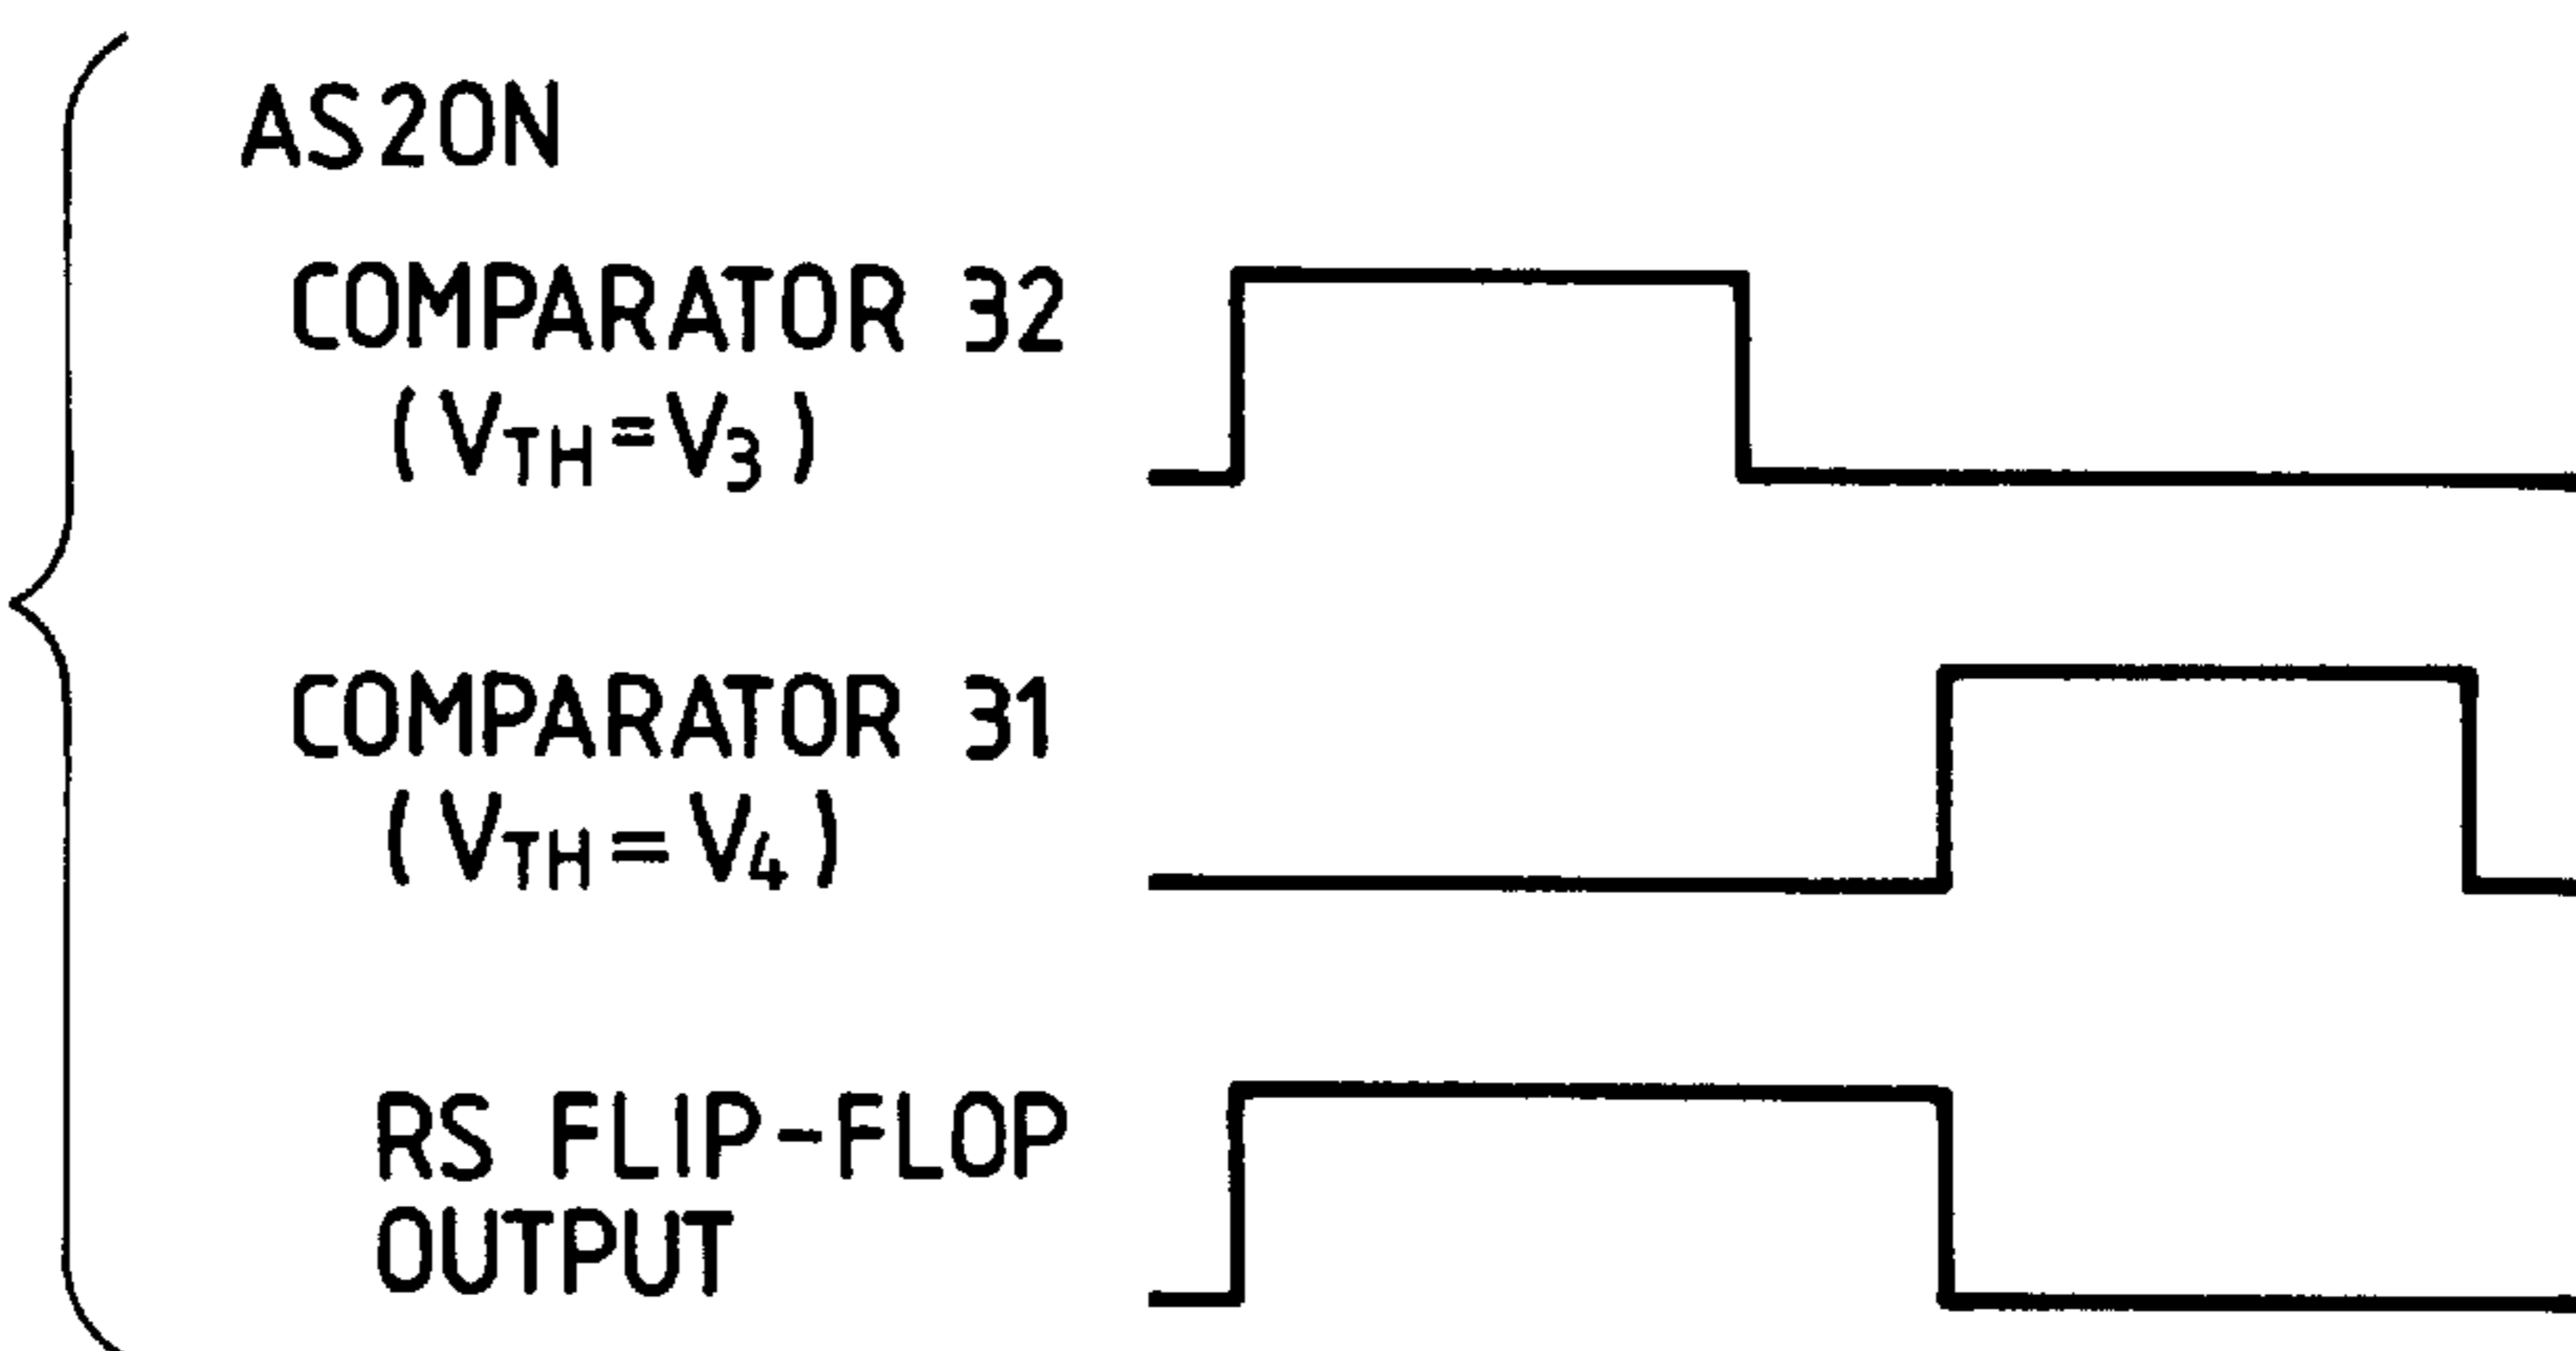 AS2ON
COMPARATOR 32
(VTH=V3)
COMPARATOR 31
(VTH=V4)
RS FLIP-FLOP
OUTPUT